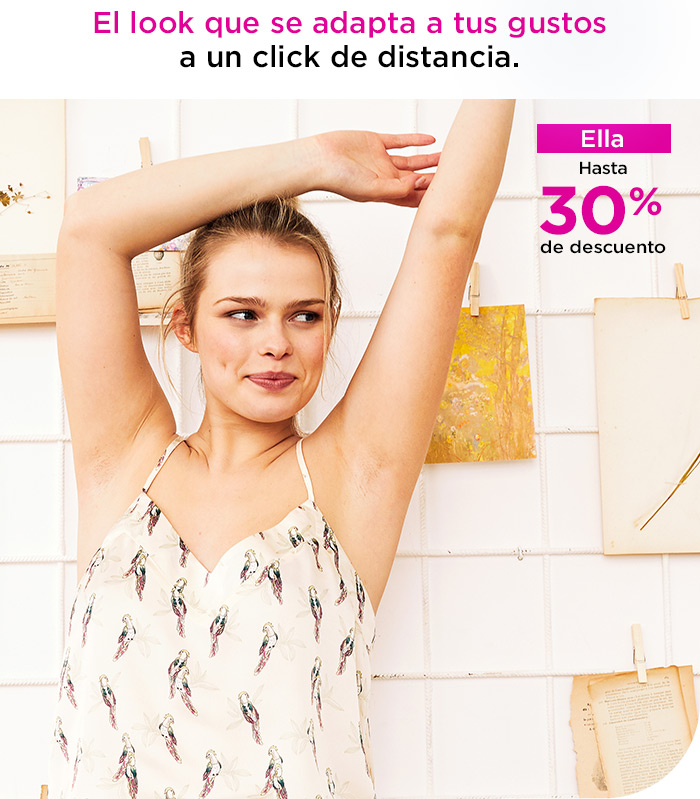 El look que se adapta a tus gustos
a un click de distancia.
Ella
Hasta
30%
de descuento